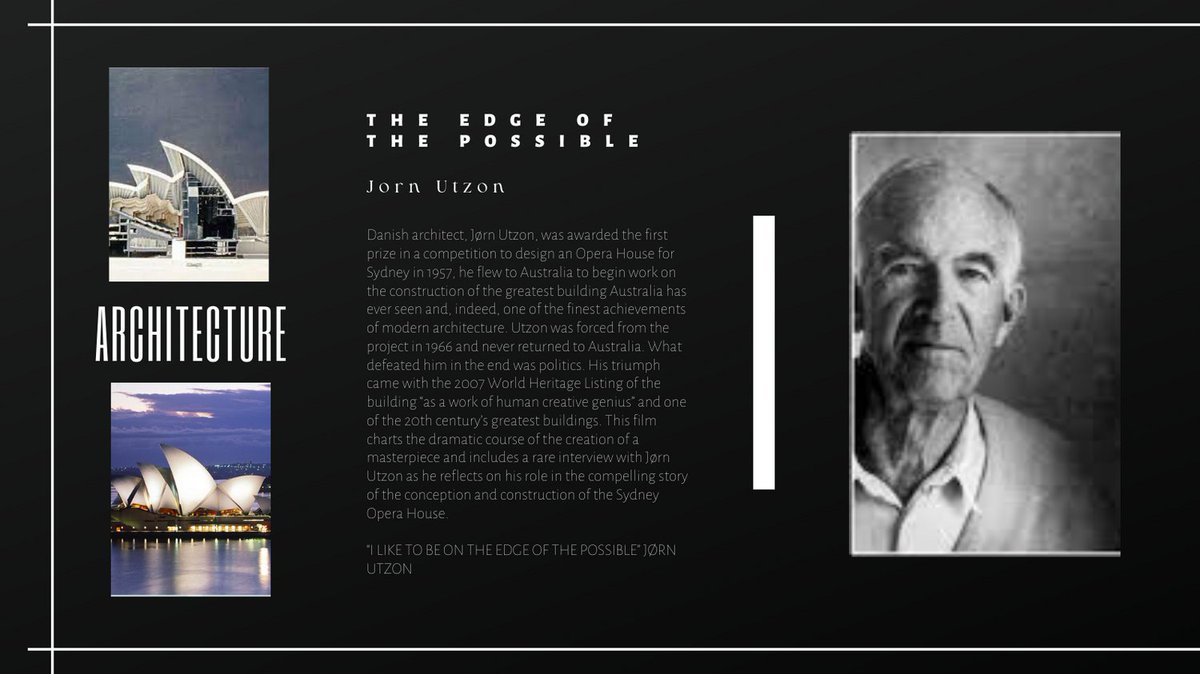 ARCHITECTURE
THE EDGE OF
THE POSSIBLE
Jorn Utzon
Danish architect, Jørn Utzon, was awarded the first
prize in a competition to design an Opera House for
Sydney in 1957, he flew to Australia to begin work on
the construction of the greatest building Australia has
ever seen and, indeed, one of the finest achievements
of modern architecture. Utzon was forced from the
project in 1966 and never returned to Australia. What
defeated him in the end was politics. His triumph
came with the 2007 World Heritage Listing of the
building “as a work of human creative genius” and one
of the 20th century’s greatest buildings. This film
charts the dramatic course of the creation of a
masterpiece and includes a rare interview with Jørn
Utzon as he reflects on his role in the compelling story
of the conception and construction of the Sydney
Opera House.
“I LIKE TO BE ON THE EDGE OF THE POSSIBLE” JØRN
UTZON